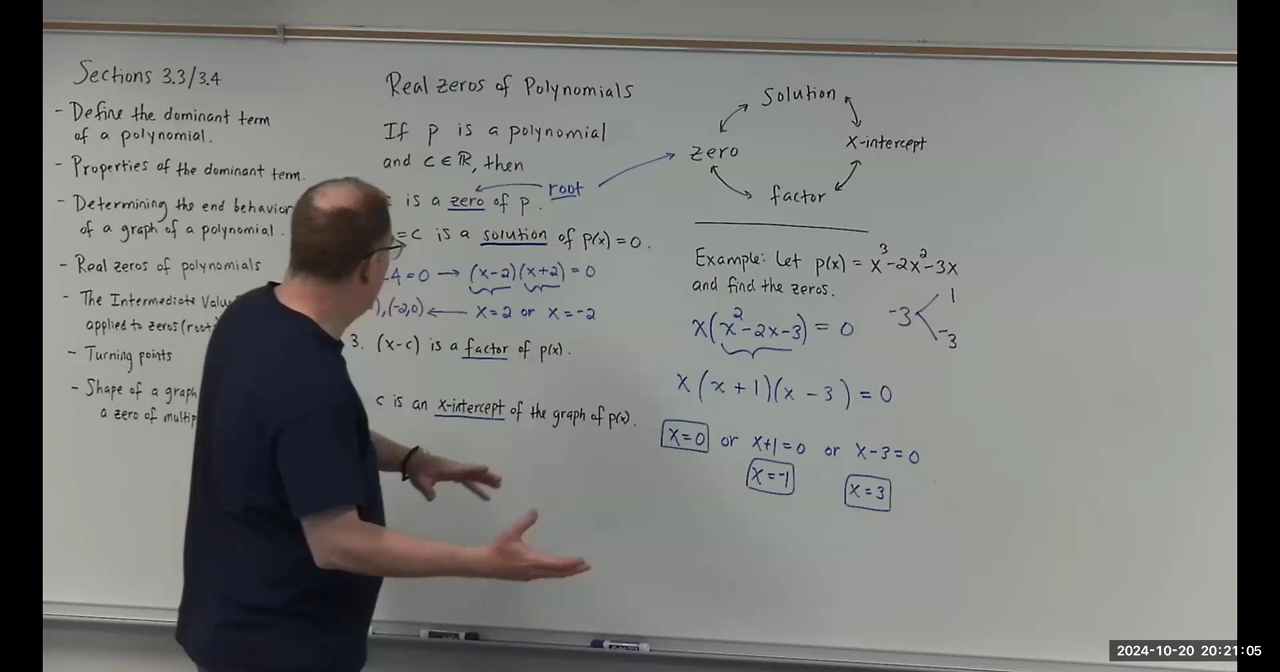 Sections 3.3/3.4
- Define the dominant term
of a polynomial.
- Properties of the dominant term.
- Determining the end behavior
of a graph of a polynomial.
- Real zeros of polynomials
- The Intermediate Valu
applied to zeros (root
- Turning points
- Shape of a graph
a zero of multip
Real zeros of Polynomials
If p is a polynomial
and c ∈ ℝ, then
is a zero of p.
root
=c is a solution of p(x)=0.
-4=0 → (x-2)(x+2)=0
),(-2,0) ← x=2 or x=-2
3. (x-c) is a factor of p(x).
c is an x-intercept of the graph of p(x).
Solution
zero
x-intercept
factor
Example: Let p(x) = x³-2x²-3x
and find the zeros.
x(x²-2x-3) = 0
-3 < 1
-3
x(x+1)(x-3) = 0
x=0 or x+1=0 or x-3=0
x=-1
x=3
2024-10-20 20:21:05